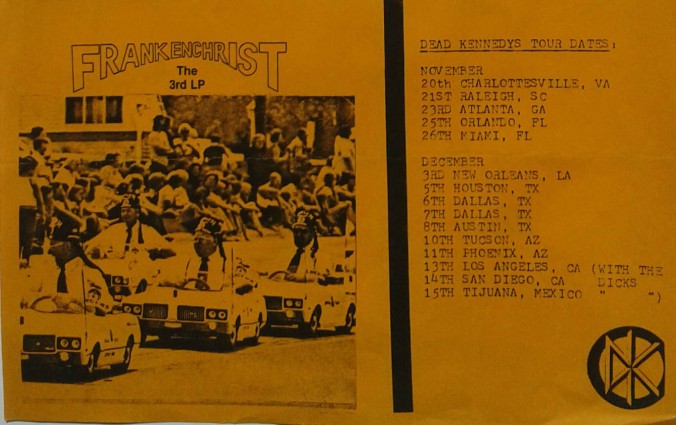 FRANKENCHRIST
The
3rd LP
DEAD KENNEDYS TOUR DATES:
NOVEMBER
20th CHARLOTTESVILLE, VA
21ST RALEIGH, SC
23RD ATLANTA, GA
25TH ORLANDO, FL
26TH MIAMI, FL
DECEMBER
3RD NEW ORLEANS, LA
5TH HOUSTON, TX
6TH DALLAS, TX
7TH DALLAS, TX
8TH AUSTIN, TX
10TH TUCSON, AZ
11TH PHOENIX, AZ
13TH LOS ANGELES, CA (WITH THE
14TH SAN DIEGO, CA DICKS
15TH TIJUANA, MEXICO " ")
DK